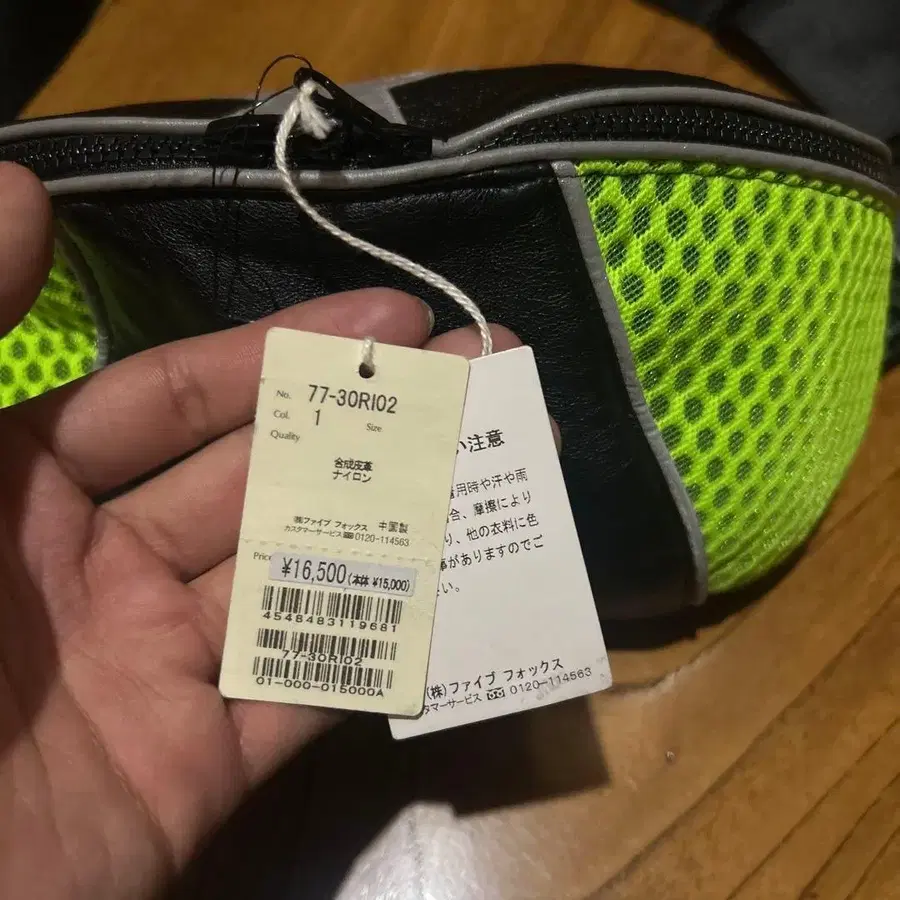 No. 77-30RI02
Col. 1 Size
Quality
合成皮革
ナイロン
(株)ファイブ フォックス 中国製
カスタマーサービス 0120-114563
Price
¥16,500(本体 ¥15,000)
4548483119681
77-30RI02
01-000-015000A
い注意
着用時や汗や雨
合、摩擦により
り、他の衣料に色
事がありますのでご
い。
(株)ファイブ フォックス
タマーサービス 0120-114563